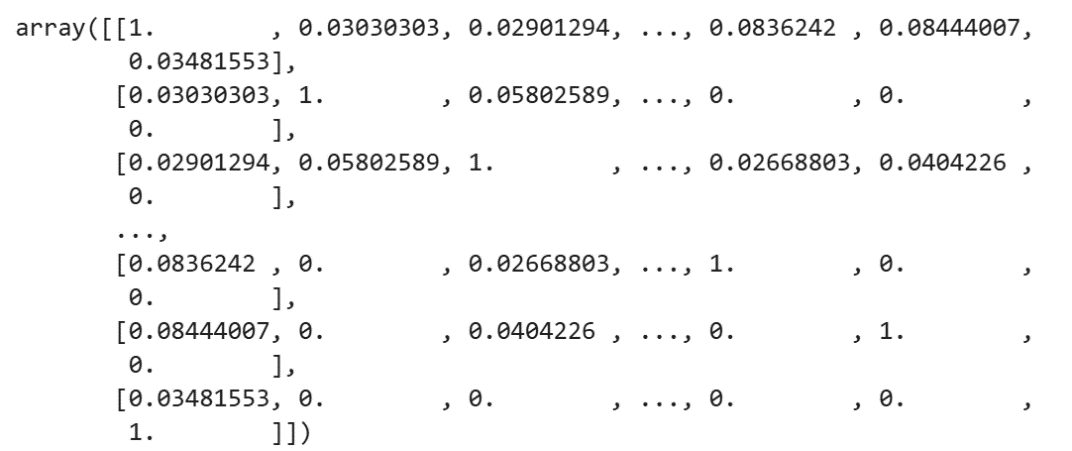 array([[1.        , 0.03030303, 0.02901294, ..., 0.0836242 , 0.08444007,
        0.03481553],
       [0.03030303, 1.        , 0.05802589, ..., 0.        , 0.        ,
        0.        ],
       [0.02901294, 0.05802589, 1.        , ..., 0.02668803, 0.0404226 ,
        0.        ],
       ...,
       [0.0836242 , 0.        , 0.02668803, ..., 1.        , 0.        ,
        0.        ],
       [0.08444007, 0.        , 0.0404226 , ..., 0.        , 1.        ,
        0.        ],
       [0.03481553, 0.        , 0.        , ..., 0.        , 0.        ,
        1.        ]])